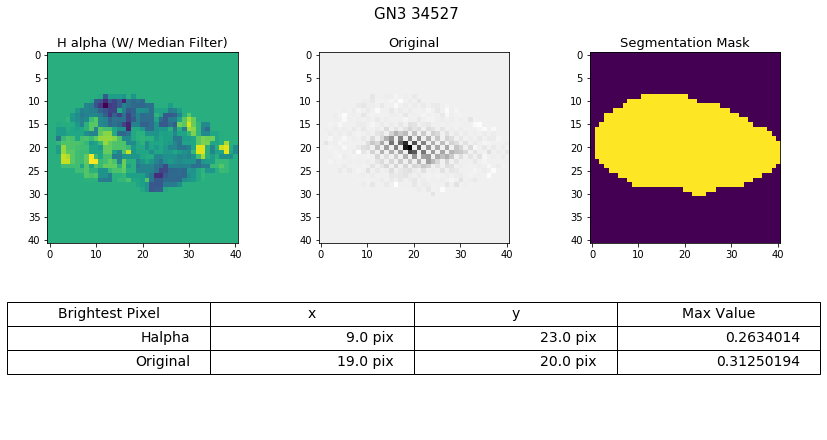 GN3 34527
H alpha (W/ Median Filter)
Original
Segmentation Mask
0
5
10
15
20
25
30
35
40
0 10 20 30 40
0
5
10
15
20
25
30
35
40
0 10 20 30 40
0
5
10
15
20
25
30
35
40
0 10 20 30 40
Brightest Pixel x y Max Value
Halpha 9.0 pix 23.0 pix 0.2634014
Original 19.0 pix 20.0 pix 0.31250194